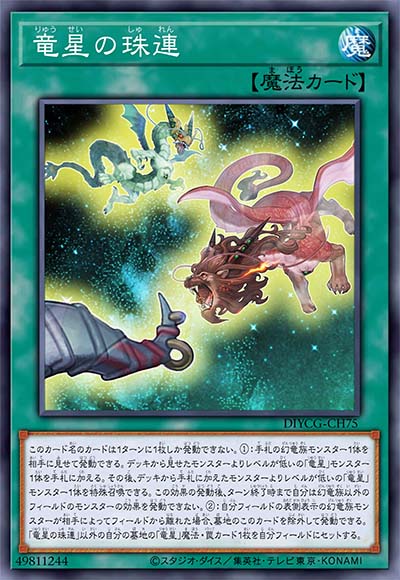 竜星の珠連
【魔法カード】
DIYCG-CH75
このカード名のカードは1ターンに1枚しか発動できない。①:手札の幻竜族モンスター1体を
相手に見せて発動できる。デッキから見せたモンスターよりレベルが低い「竜星」モンスター
1体を手札に加える。その後、デッキから手札に加えたモンスターよりレベルが低い「竜星」
モンスター1体を特殊召喚できる。この効果の発動後、ターン終了時まで自分は幻竜族以外の
フィールドのモンスターの効果を発動できない。②:自分フィールドの表側表示の幻竜族モン
スターが相手によってフィールドから離れた場合、墓地のこのカードを除外して発動できる。
「竜星の珠連」以外の自分の墓地の「竜星」魔法・罠カード1枚を自分フィールドにセットする。
49811244
©スタジオ・ダイス/集英社・テレビ東京・KONAMI